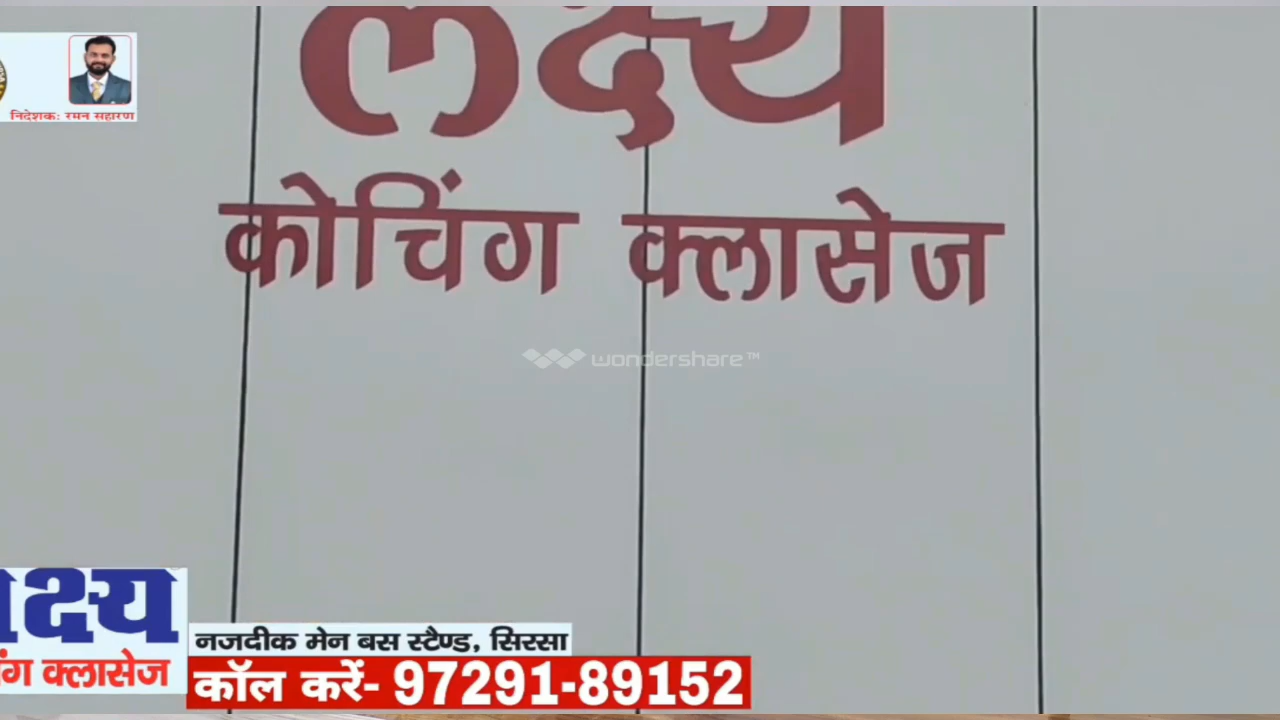 लक्ष्य
निदेशक: रमन सहारण
कोचिंग क्लासेज
wondershare™
क्ष्य
नजदीक मेन बस स्टैण्ड, सिरसा
क्लासेज
कॉल करें- 97291-89152